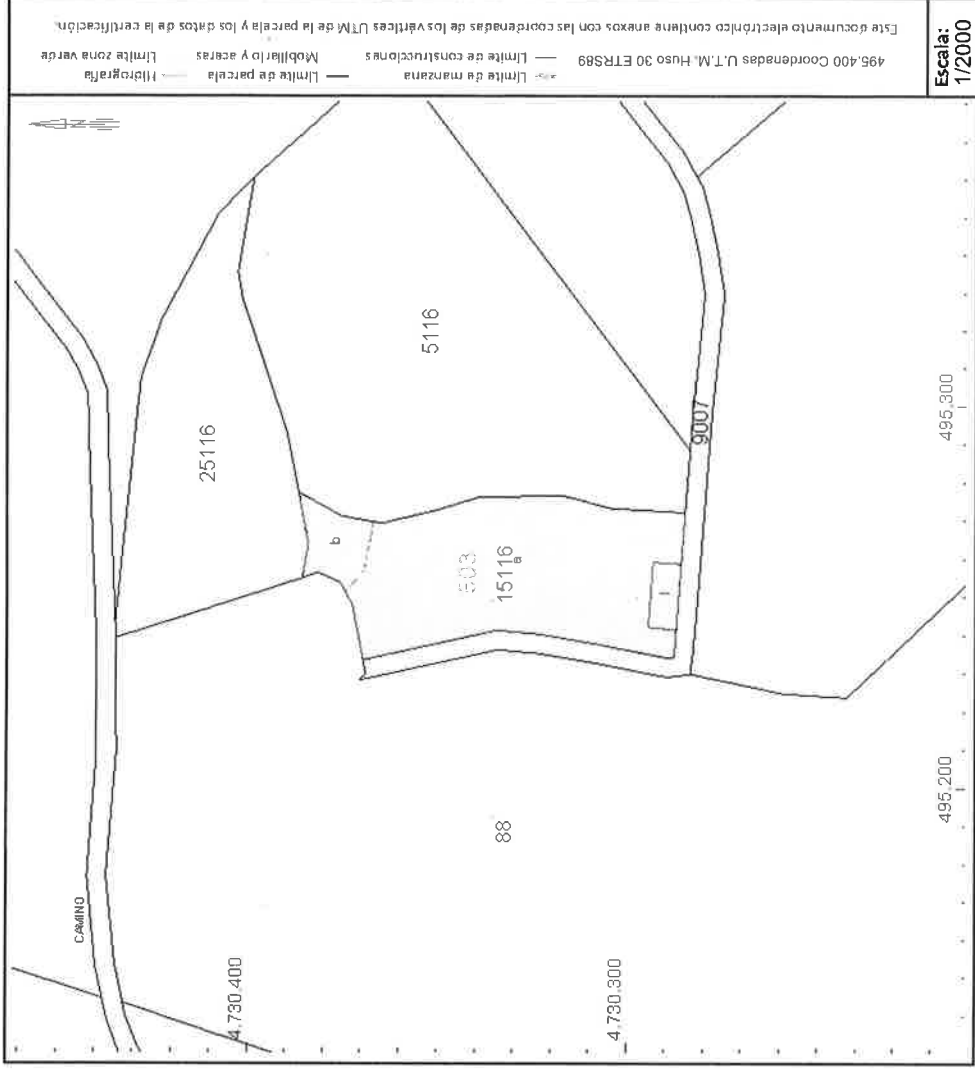 Este documento electrónico contiene anexos con las coordenadas de los vértices UTM de la parcela y los datos de la certificación.
495.400 Coordenadas U.T.M. Huso 30 ETRS89
Límite de manzana
Límite de parcela
Hidrografía
Límite de construcciones
Mobiliario y aceras
Límite zona verde
Escala:
1/2000
N
CAMINO
25116
4.730.400
5116
b
503
15116
a
88
I
4.730.300
9007
495.200
495.300